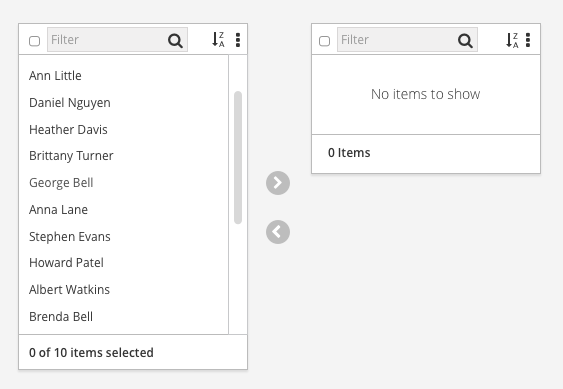 Filter
Z
A
Ann Little
Daniel Nguyen
Heather Davis
Brittany Turner
George Bell
Anna Lane
Stephen Evans
Howard Patel
Albert Watkins
Brenda Bell
0 of 10 items selected
Filter
Z
A
No items to show
0 Items